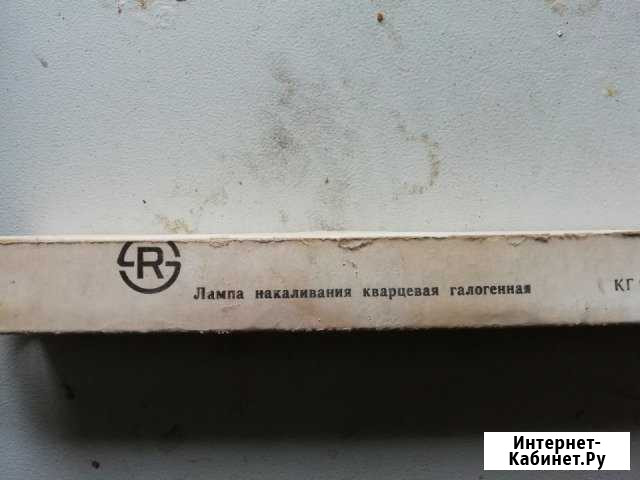 R
Лампа накаливания кварцевая галогенная
КГ
Интернет-
Кабинет.Ру